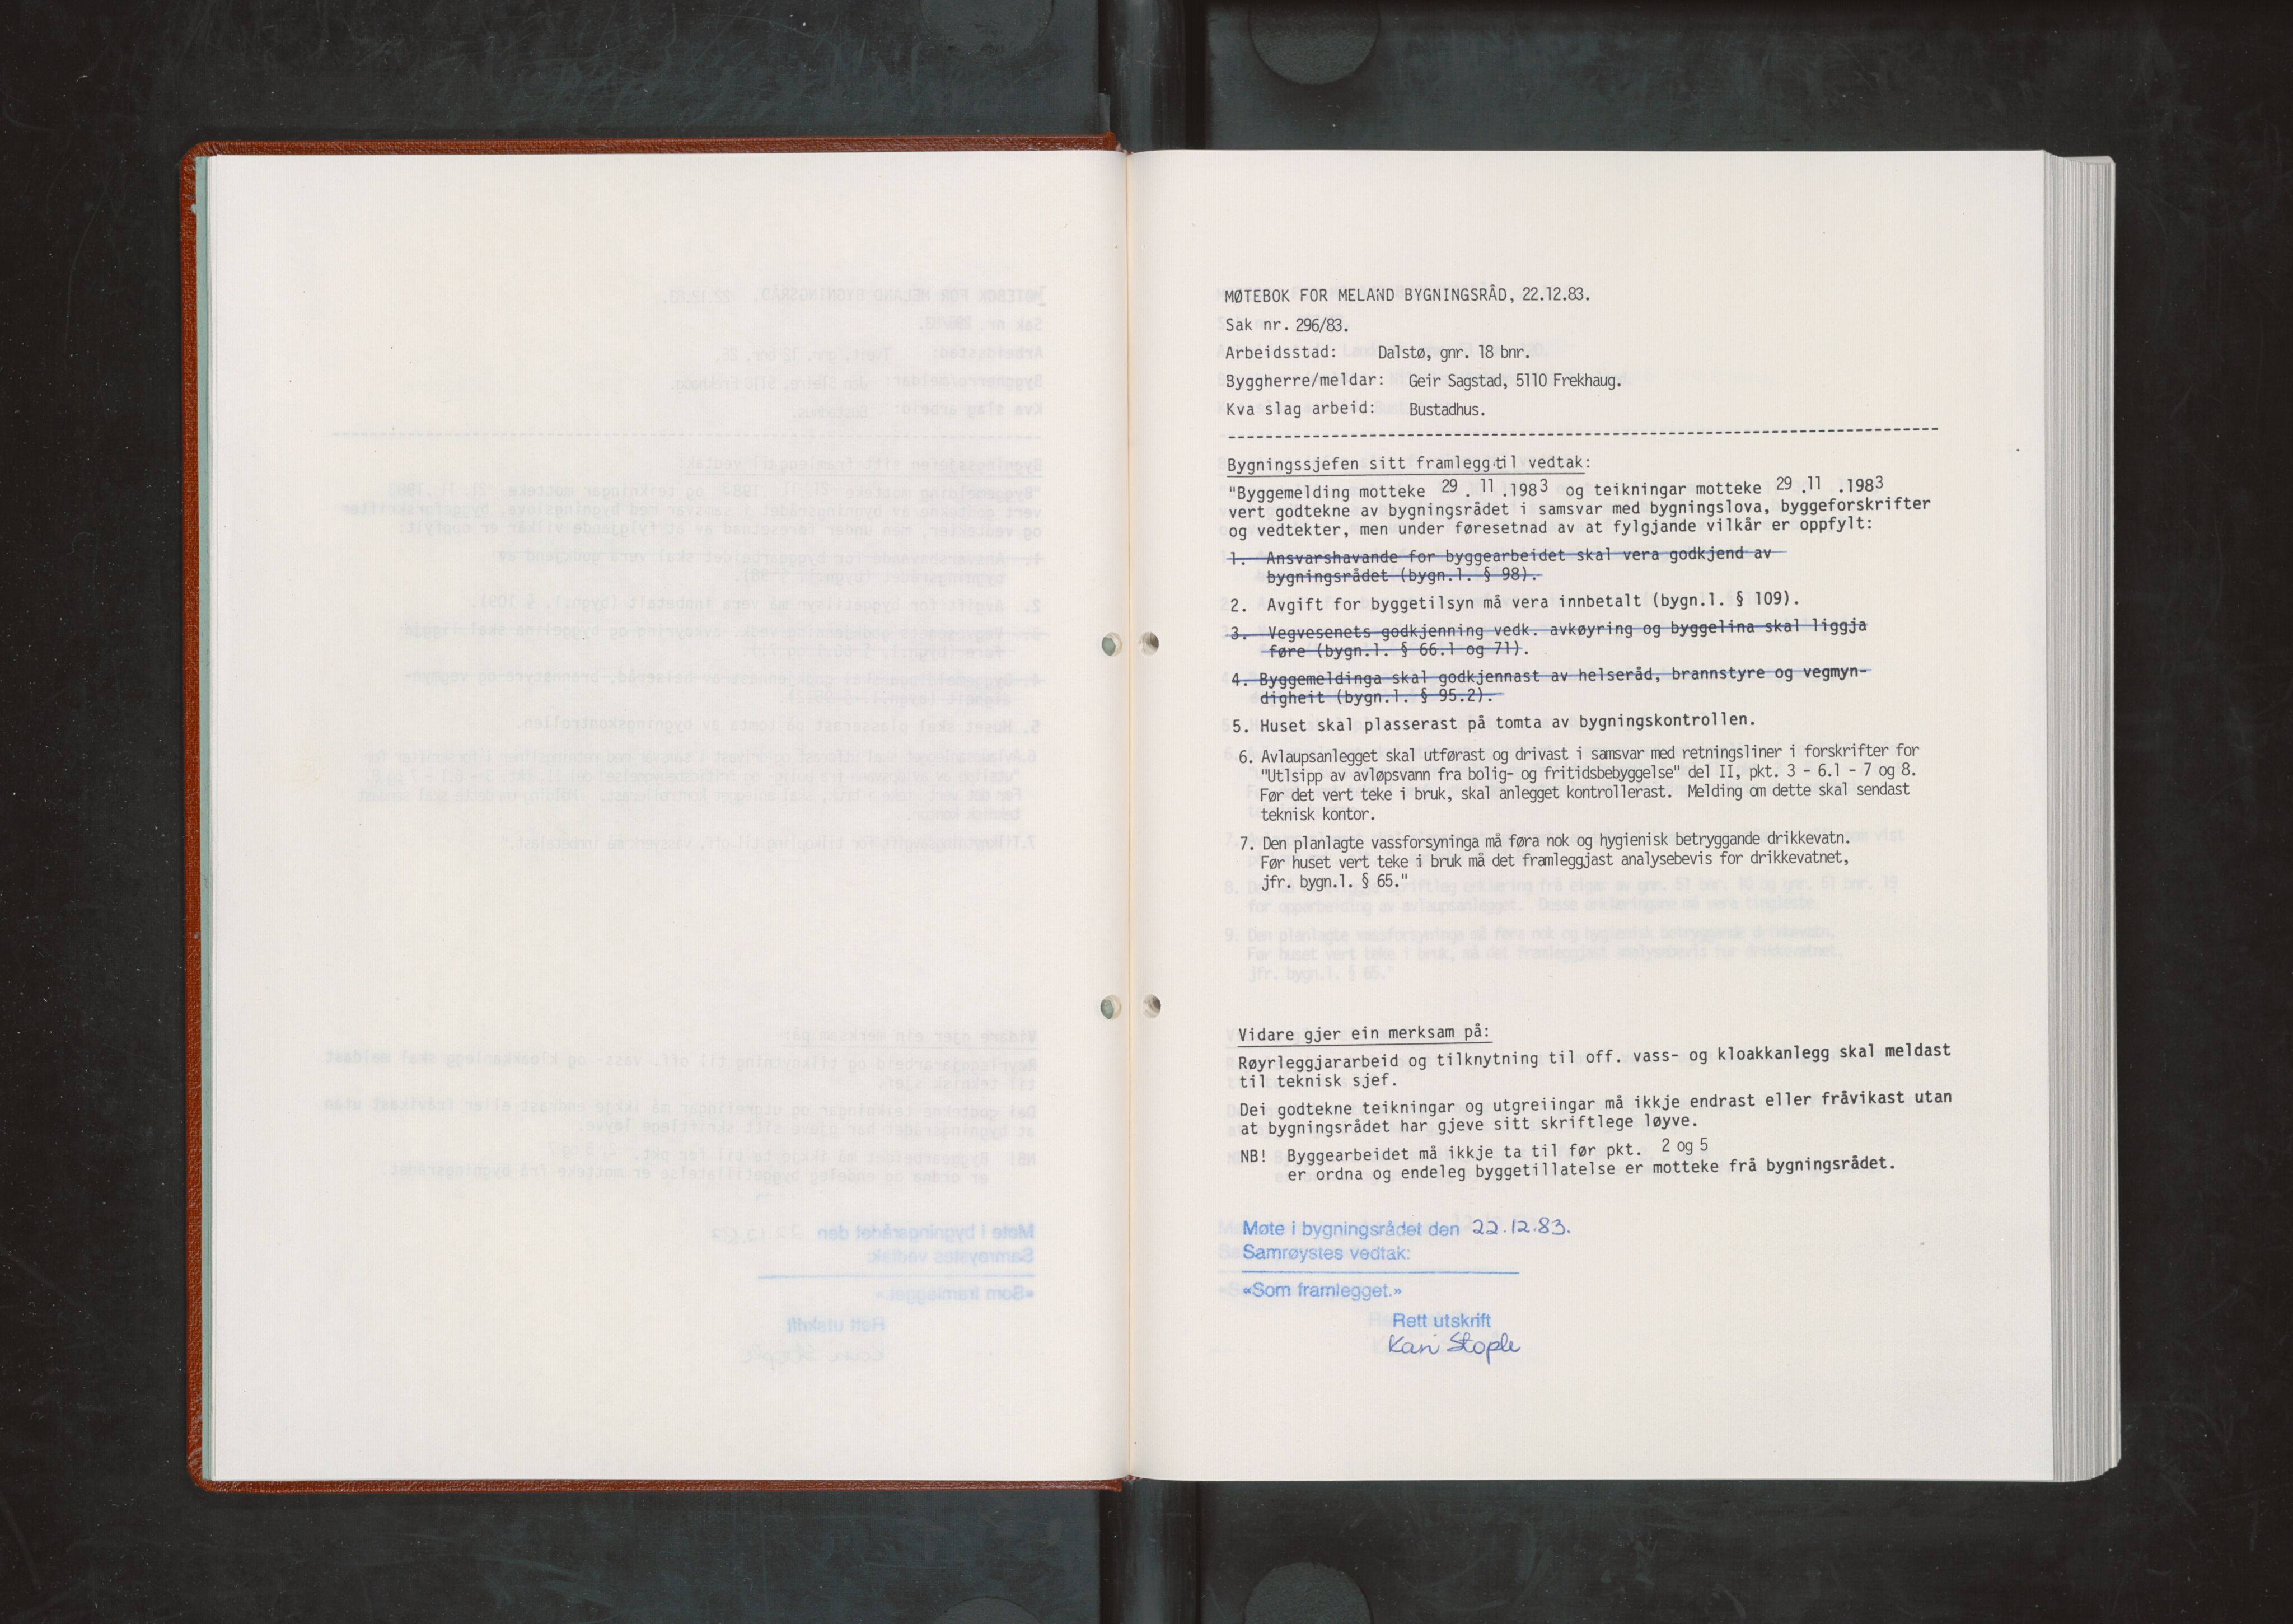 MØTEBOK FOR MELAND BYGNINGSRÅD, 22.12.83.
Sak nr. 296/83.
Arbeidsstad: Dalstø, gnr. 18 bnr.
Byggherre/meldar: Geir Sagstad, 5110 Frekhaug.
Kva slag arbeid: Bustadhus.
Bygningssjefen sitt framlegg til vedtak:
"Byggemelding motteke 29 . 11 .1983 og teikningar motteke 29 .11 .1983
vert godtekne av bygningsrådet i samsvar med bygningslova, byggeforskrifter
og vedtekter, men under føresetnad av at fylgjande vilkår er oppfylt:
1. Ansvarshavande for byggearbeidet skal vera godkjend av
bygningsrådet (bygn.l. § 98).
2. Avgift for byggetilsyn må vera innbetalt (bygn.l. § 109).
3. Vegvesenets godkjenning vedk. avkøyring og byggelina skal liggja
føre (bygn.l. § 66.1 og 71).
4. Byggemeldinga skal godkjennast av helseråd, brannstyre og vegmyn-
digheit (bygn.l. § 95.2).
5. Huset skal plasserast på tomta av bygningskontrollen.
6. Avlaupsanlegget skal utførast og drivast i samsvar med retningsliner i forskrifter for
"Utlsipp av avløpsvann fra bolig- og fritidsbebyggelse" del II, pkt. 3 - 6.1 - 7 og 8.
Før det vert teke i bruk, skal anlegget kontrollerast. Melding om dette skal sendast
teknisk kontor.
7. Den planlagte vassforsyninga må føra nok og hygienisk betryggande drikkevatn.
Før huset vert teke i bruk må det framleggjast analysebevis for drikkevatnet,
jfr. bygn.l. § 65."
Vidare gjer ein merksam på:
Røyrleggjararbeid og tilknytning til off. vass- og kloakkanlegg skal meldast
til teknisk sjef.
Dei godtekne teikningar og utgreiingar må ikkje endrast eller fråvikast utan
at bygningsrådet har gjeve sitt skriftlege løyve.
NB! Byggearbeidet må ikkje ta til før pkt. 2 og 5
er ordna og endeleg byggetillatelse er motteke frå bygningsrådet.
Møte i bygningsrådet den 22.12.83.
Samrøystes vedtak:
«Som framlegget.»
Rett utskrift
Kari Stople